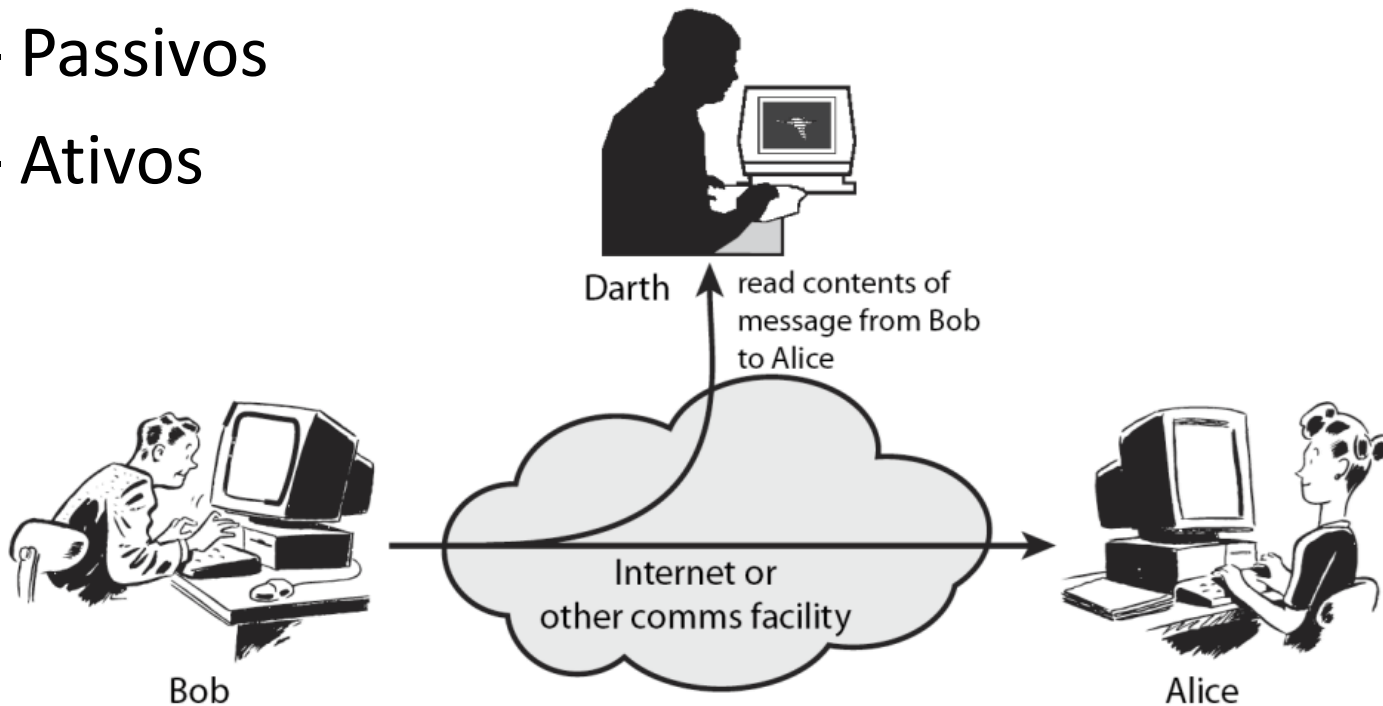 - Passivos
- Ativos
Darth
read contents of
message from Bob
to Alice
Internet or
other comms facility
Bob
Alice